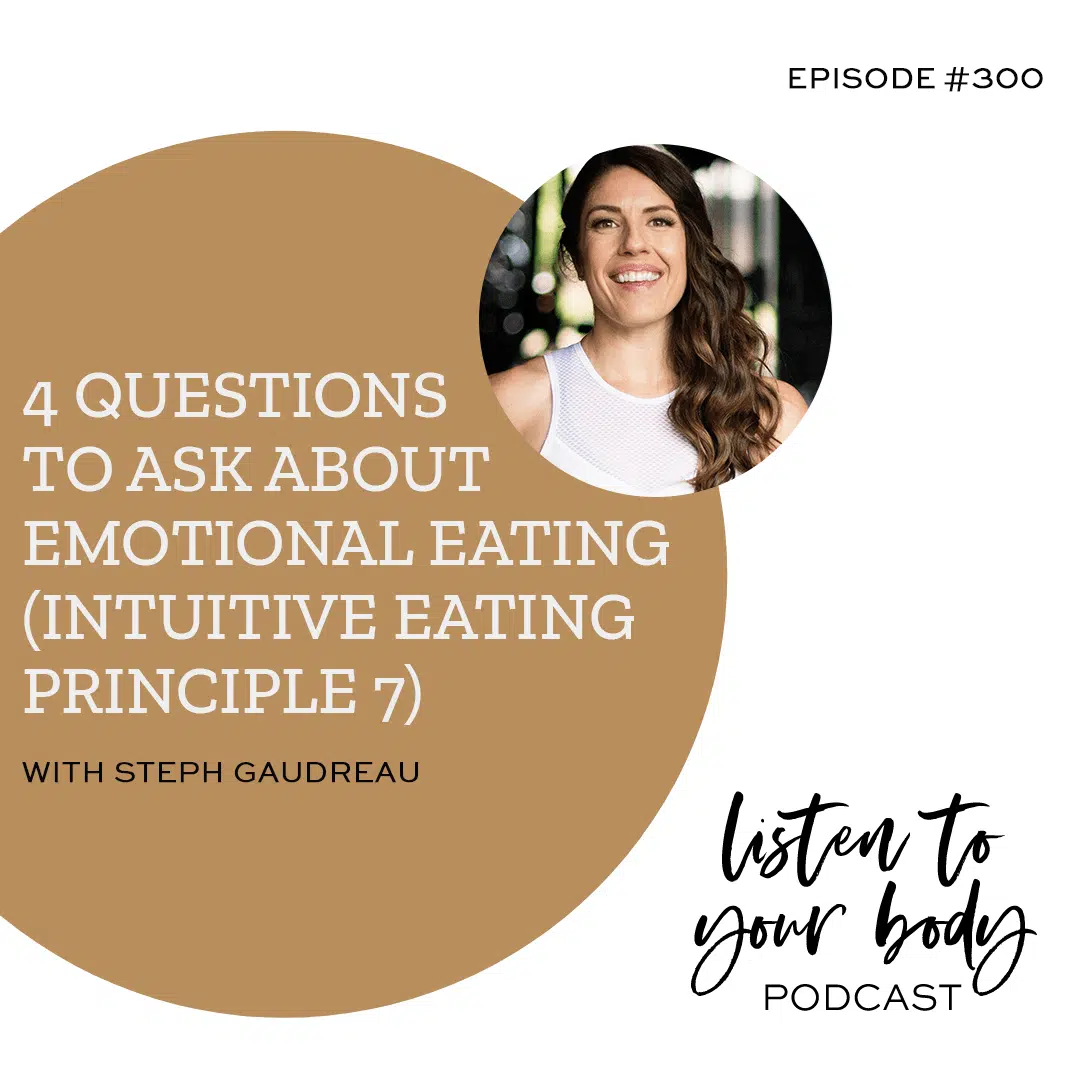 EPISODE #300
4 QUESTIONS
TO ASK ABOUT
EMOTIONAL EATING
(INTUITIVE EATING
PRINCIPLE 7)
WITH STEPH GAUDREAU
listen to
your body
PODCAST